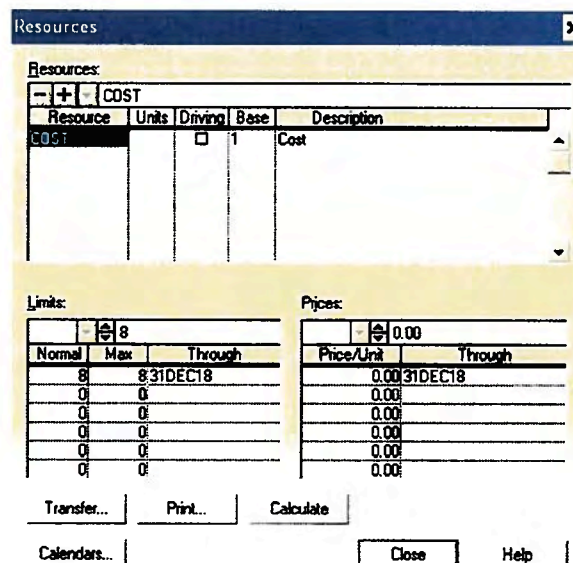 Resources
Resources:
COST
Resource Units Driving Base Description
COST 1 Cost
Limits:
8
Normal Max Through
8 8 31DEC18
0 0
0 0
0 0
0 0
0 0
Prices:
0.00
Price/Unit Through
0.00 31DEC18
0.00
0.00
0.00
0.00
0.00
Transfer... Print... Calculate
Calendars... Close Help